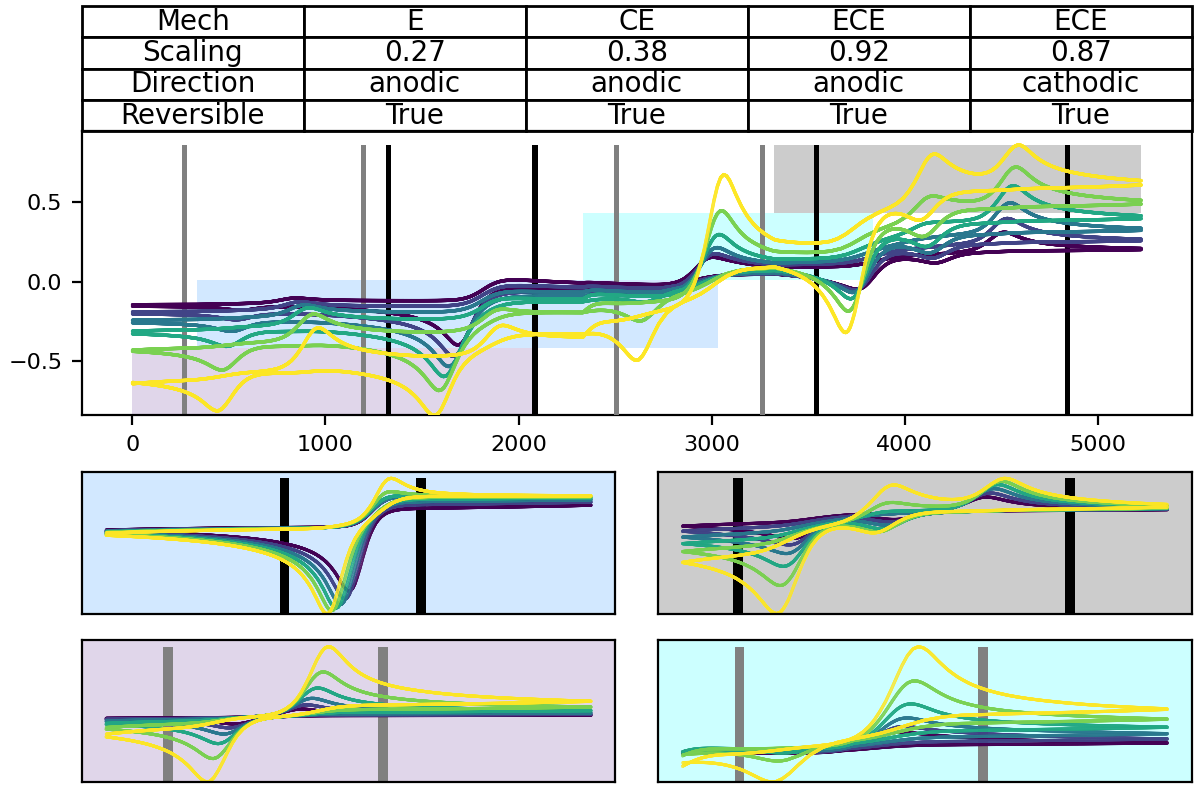 Mech E CE ECE ECE
Scaling 0.27 0.38 0.92 0.87
Direction anodic anodic anodic cathodic
Reversible True True True True
0.5
0.0
−0.5
0 1000 2000 3000 4000 5000